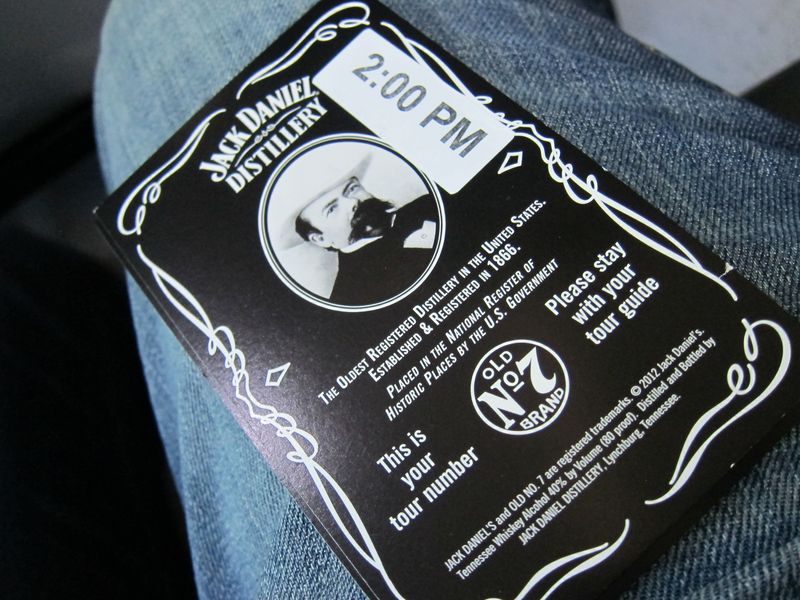 2:00 PM
JACK DANIEL
DISTILLERY
THE OLDEST REGISTERED DISTILLERY IN THE UNITED STATES.
ESTABLISHED & REGISTERED IN 1866.
PLACED IN THE NATIONAL REGISTER OF
HISTORIC PLACES BY THE U.S. GOVERNMENT
This is
your
tour number
OLD
No 7
BRAND
Please stay
with your
tour guide
JACK DANIEL'S and OLD NO. 7 are registered trademarks. © 2012 Jack Daniel's.
Tennessee Whiskey Alcohol 40% by Volume (80 proof). Distilled and Bottled by
JACK DANIEL DISTILLERY, Lynchburg, Tennessee.